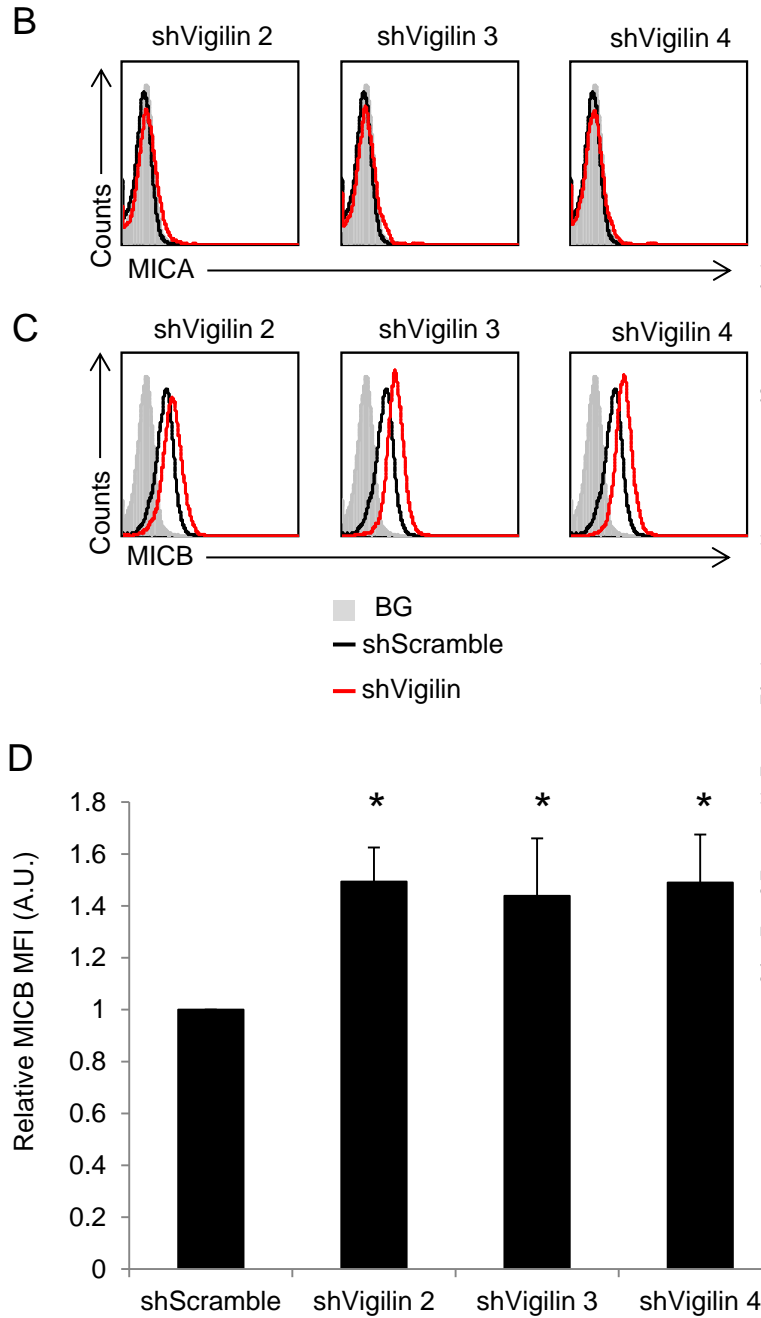 B
shVigilin 2 shVigilin 3 shVigilin 4
Counts
MICA
C
shVigilin 2 shVigilin 3 shVigilin 4
Counts
MICB
BG
shScramble
shVigilin
D
Relative MICB MFI (A.U.)
1.8
1.6
1.4
1.2
1
0.8
0.6
0.4
0.2
0
* * *
shScramble shVigilin 2 shVigilin 3 shVigilin 4